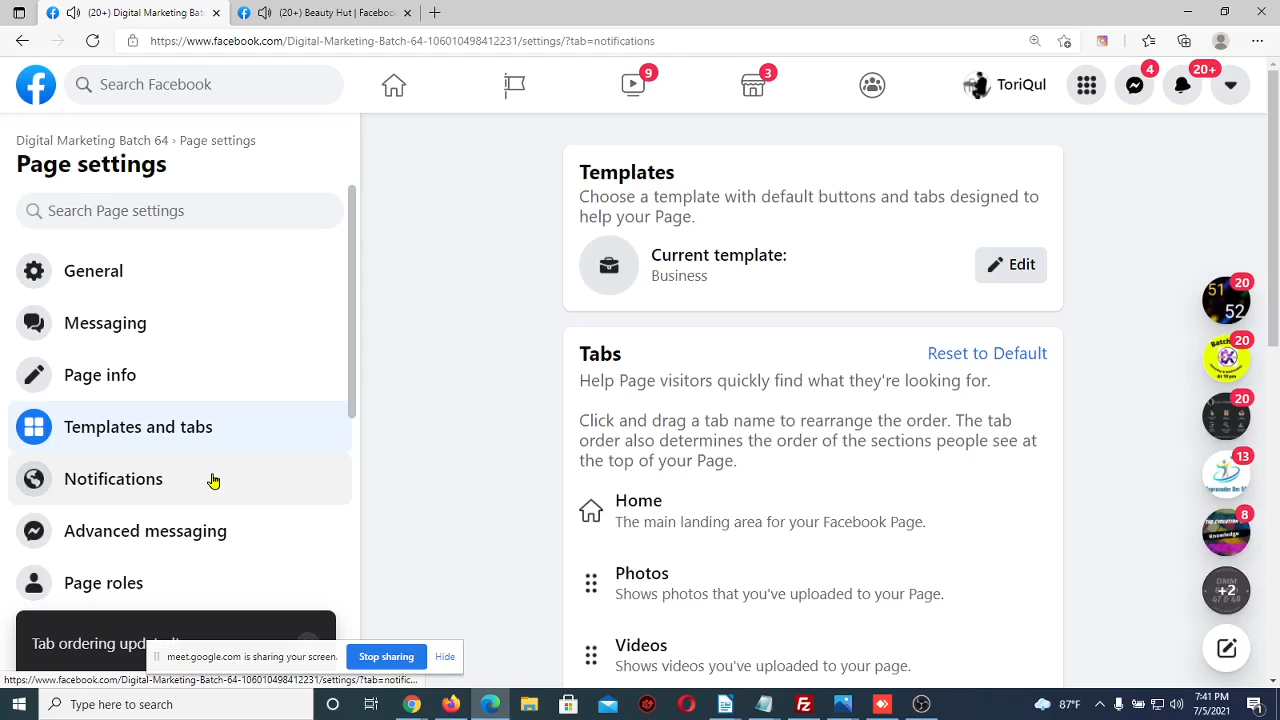 (20+) Digital Marketing Bat
(20+) Beauty Hut | Facebook
https://www.facebook.com/Digital-Marketing-Batch-64-106010498412231/settings/?tab=notifications
Search Facebook
9
3
ToriQul
4
20+
Digital Marketing Batch 64 › Page settings
Page settings
Search Page settings
General
Messaging
Page info
Templates and tabs
Notifications
Advanced messaging
Page roles
Tab ordering upd
Templates
Choose a template with default buttons and tabs designed to
help your Page.
Current template:
Business
Edit
Tabs
Reset to Default
Help Page visitors quickly find what they're looking for.
Click and drag a tab name to rearrange the order. The tab
order also determines the order of the sections people see at
the top of your Page.
Home
The main landing area for your Facebook Page.
Photos
Shows photos that you've uploaded to your Page.
Videos
Shows videos you've uploaded to your page.
20
51
52
20
Batch
20
13
8
Knowledge
+2
meet.google.com is sharing your screen.
Stop sharing
Hide
https://www.facebook.com/Digital-Marketing-Batch-64-106010498412231/settings/?tab=notific...
Type here to search
87°F
7:41 PM
7/5/2021